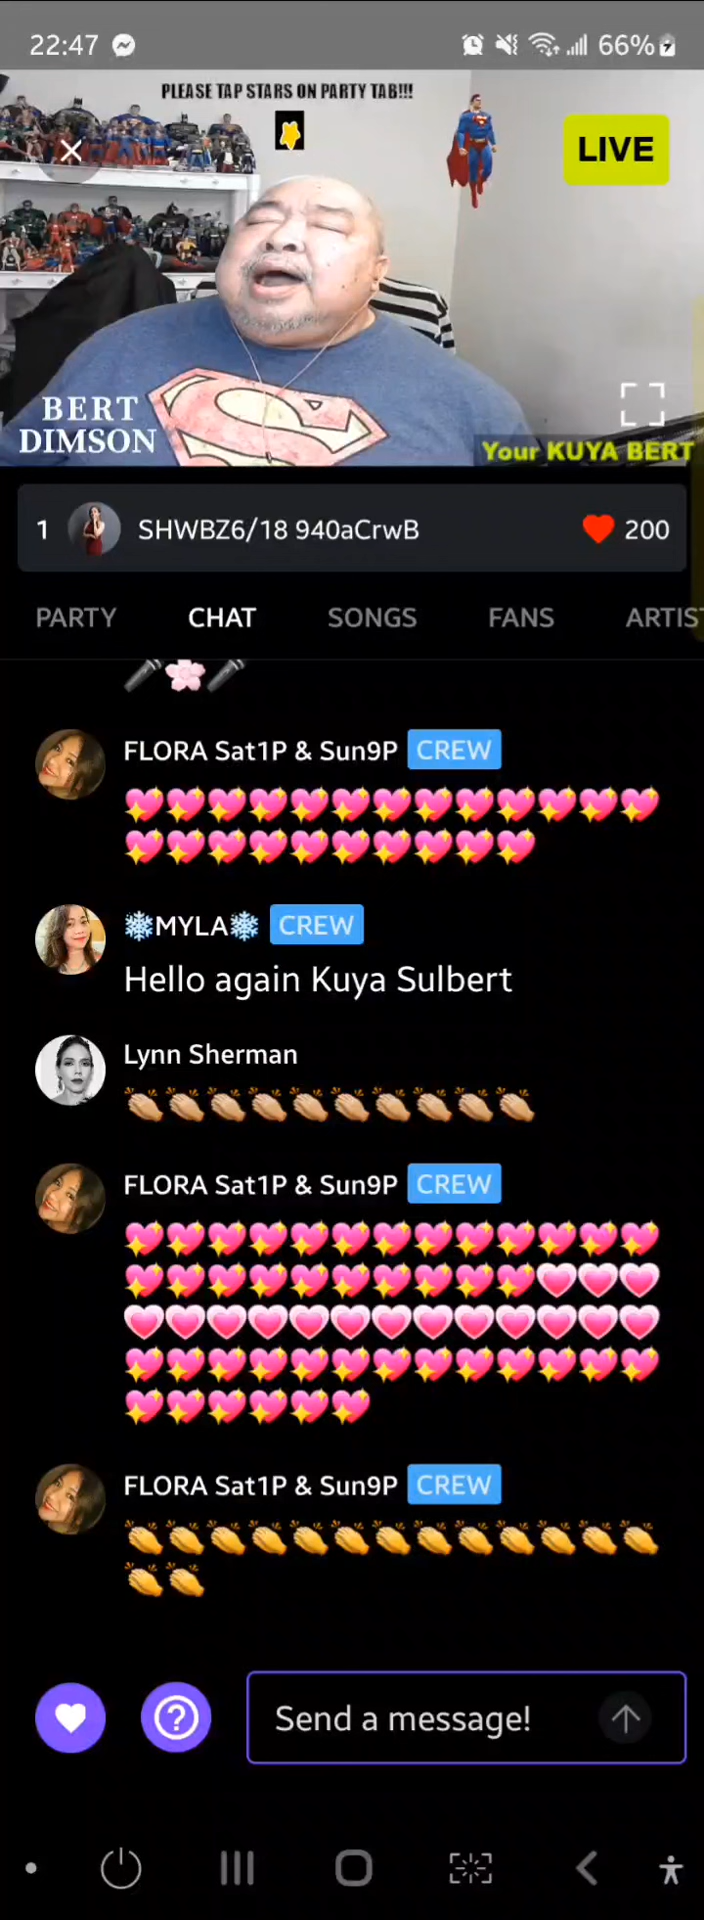 22:47
66%
PLEASE TAP STARS ON PARTY TAB!!!
LIVE
BERT
DIMSON
Your KUYA BERT
1 SHWBZ6/18 940aCrwB ❤️ 200
PARTY CHAT SONGS FANS ARTIS
🎤🌸🎤
FLORA Sat1P & Sun9P CREW
💖💖💖💖💖💖💖💖💖💖💖💖💖
💖💖💖💖💖💖💖💖💖💖
❄️MYLA❄️ CREW
Hello again Kuya Sulbert
Lynn Sherman
👏🏼👏🏼👏🏼👏🏼👏🏼👏🏼👏🏼👏🏼👏🏼👏🏼
FLORA Sat1P & Sun9P CREW
💖💖💖💖💖💖💖💖💖💖💖💖💖
💖💖💖💖💖💖💖💖💖💖💗💗💗
💗💗💗💗💗💗💗💗💗💗💗💗💗
💖💖💖💖💖💖💖💖💖💖💖💖💖
💖💖💖💖💖💖
FLORA Sat1P & Sun9P CREW
👏👏👏👏👏👏👏👏👏👏👏👏👏
👏👏
Send a message!